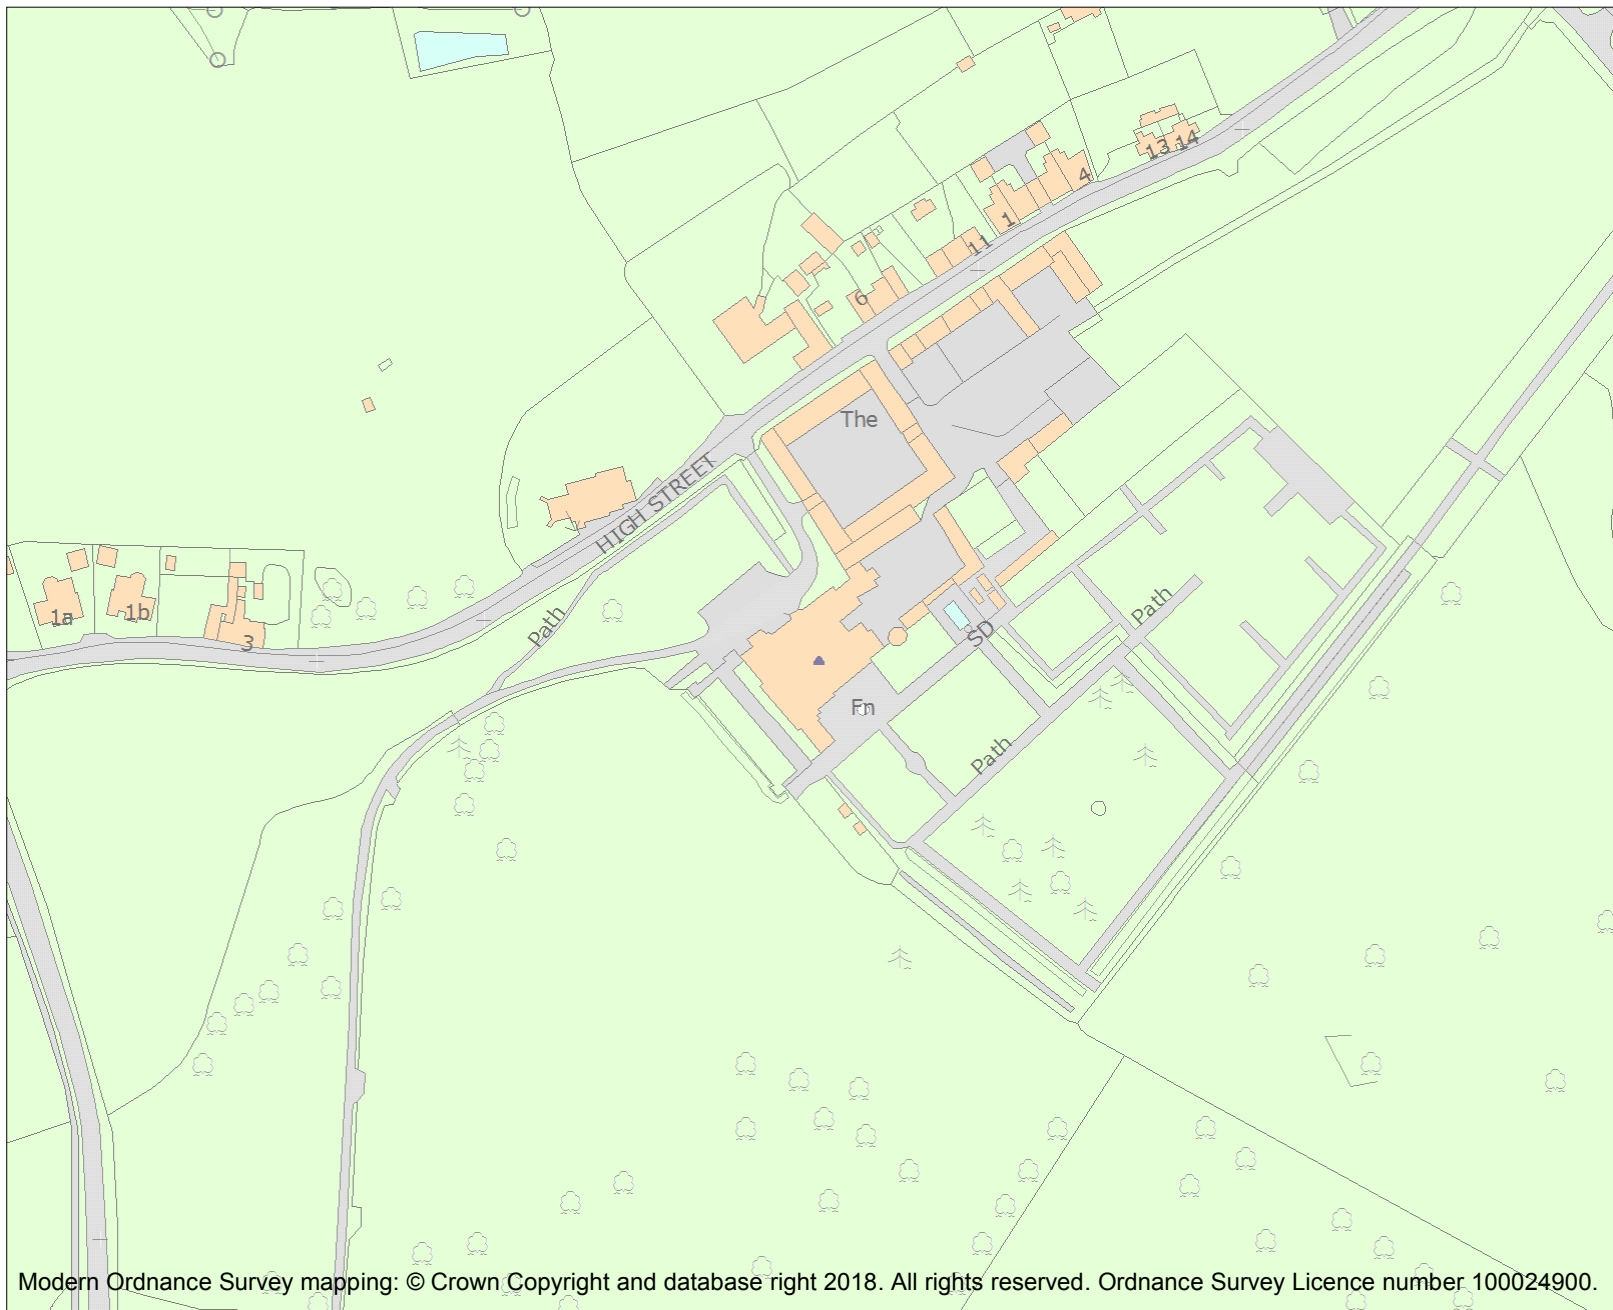 13 14
4
1
11
6
The
HIGH STREET
1a
1b
3
Path
Path
SD
Fn
Path
Modern Ordnance Survey mapping: © Crown Copyright and database right 2018. All rights reserved. Ordnance Survey Licence number 100024900.